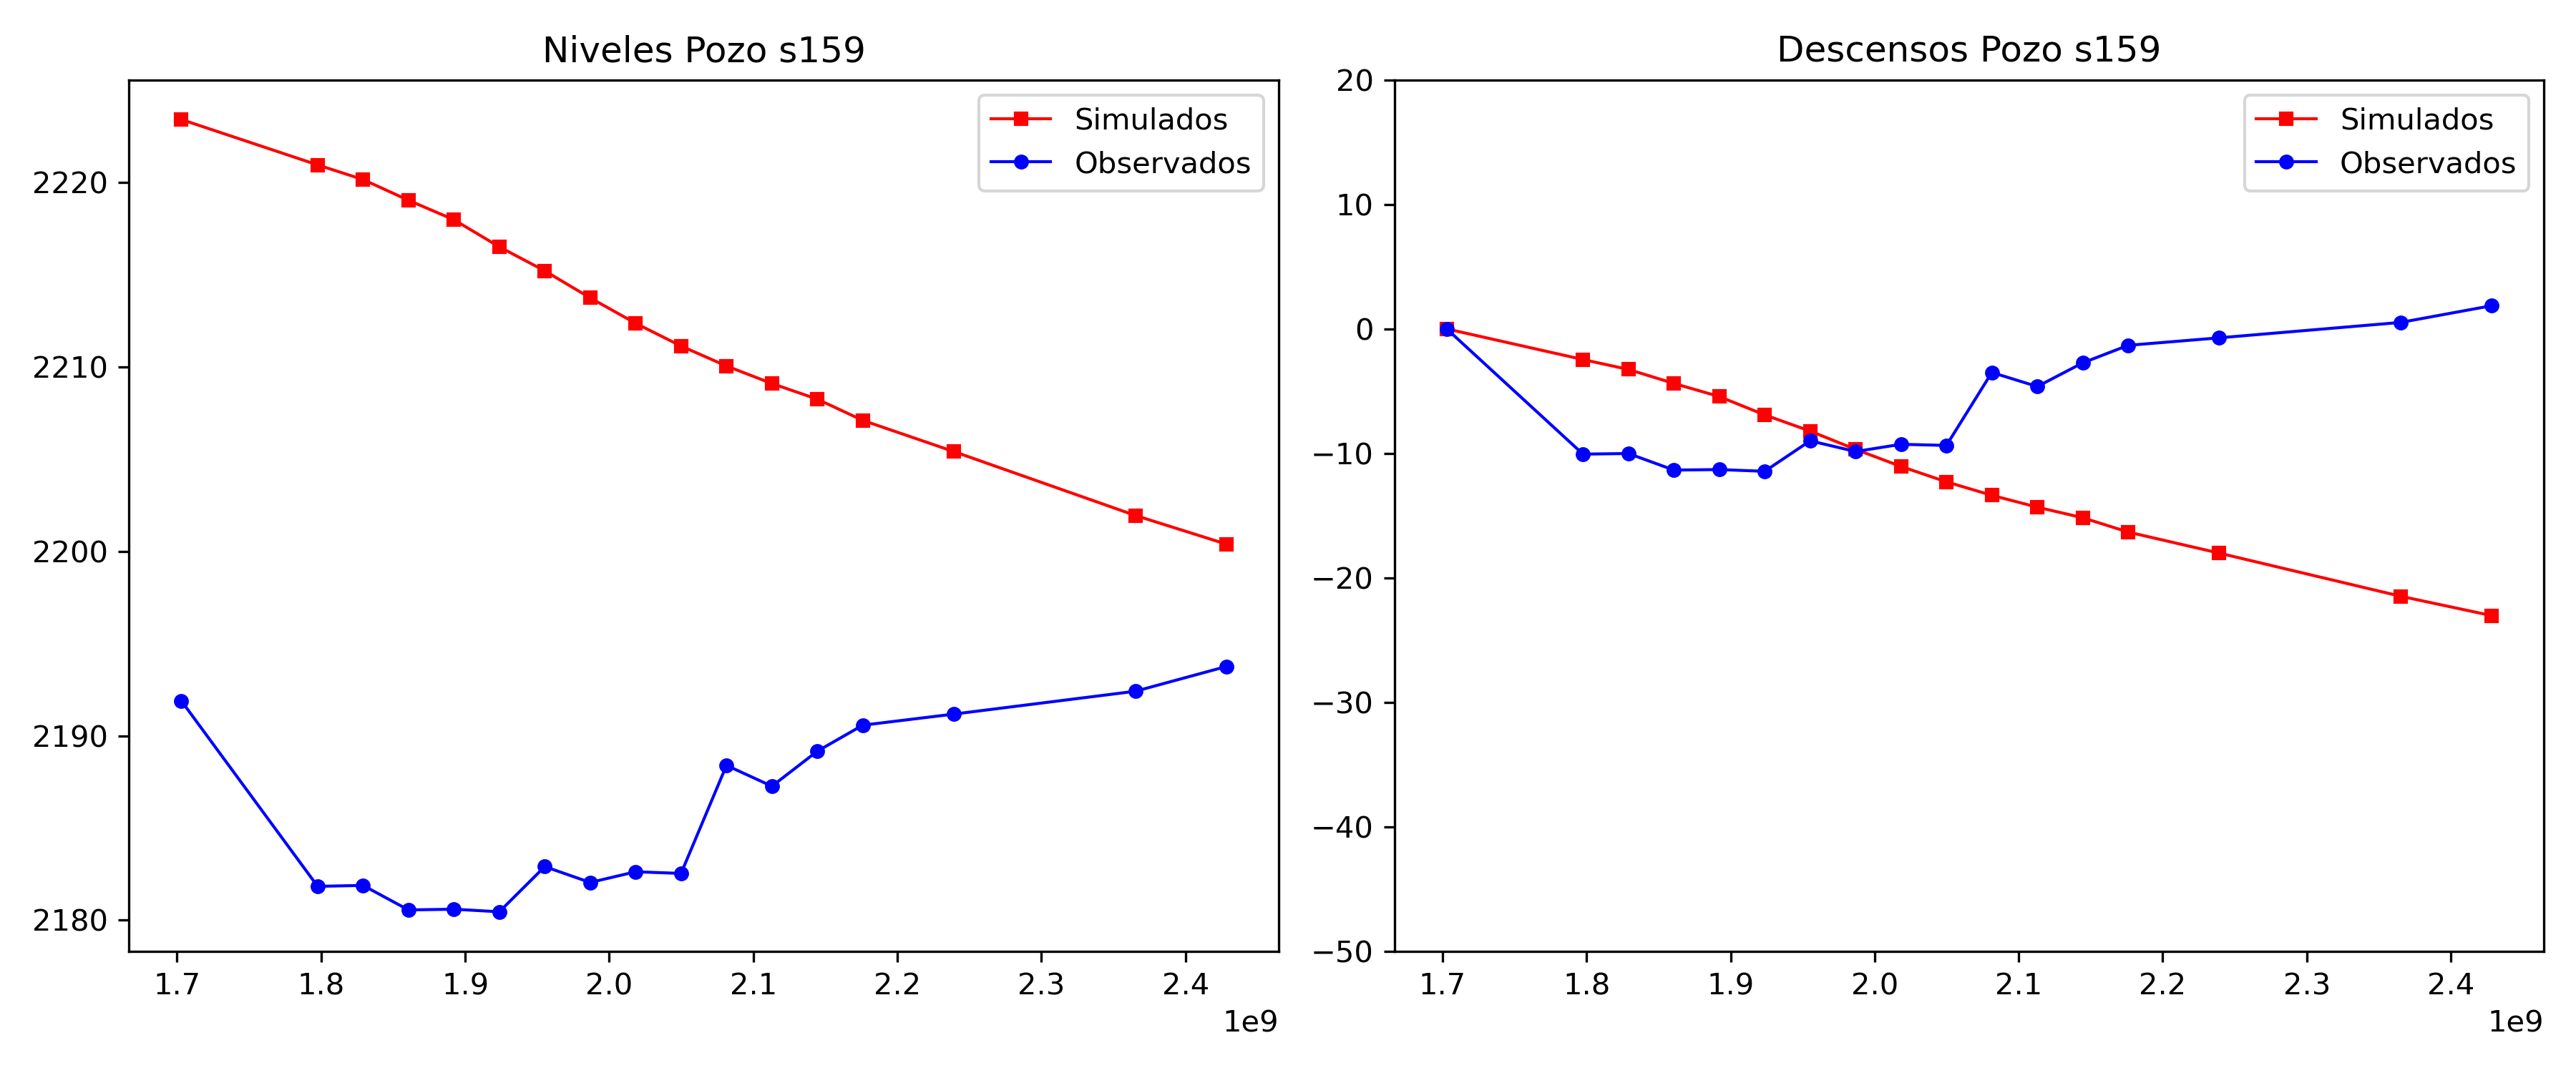 Niveles Pozo s159
Simulados
Observados
2220
2210
2200
2190
2180
1.7 1.8 1.9 2.0 2.1 2.2 2.3 2.4
1e9
Descensos Pozo s159
Simulados
Observados
20
10
0
−10
−20
−30
−40
−50
1.7 1.8 1.9 2.0 2.1 2.2 2.3 2.4
1e9